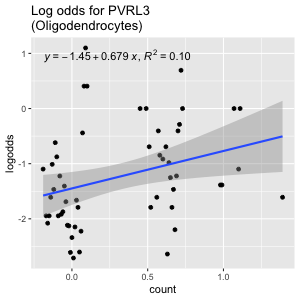 Log odds for PVRL3
(Oligodendrocytes)
y = −1.45 + 0.679 x, R² = 0.10
logodds
1
0
-1
-2
0.0 0.5 1.0
count